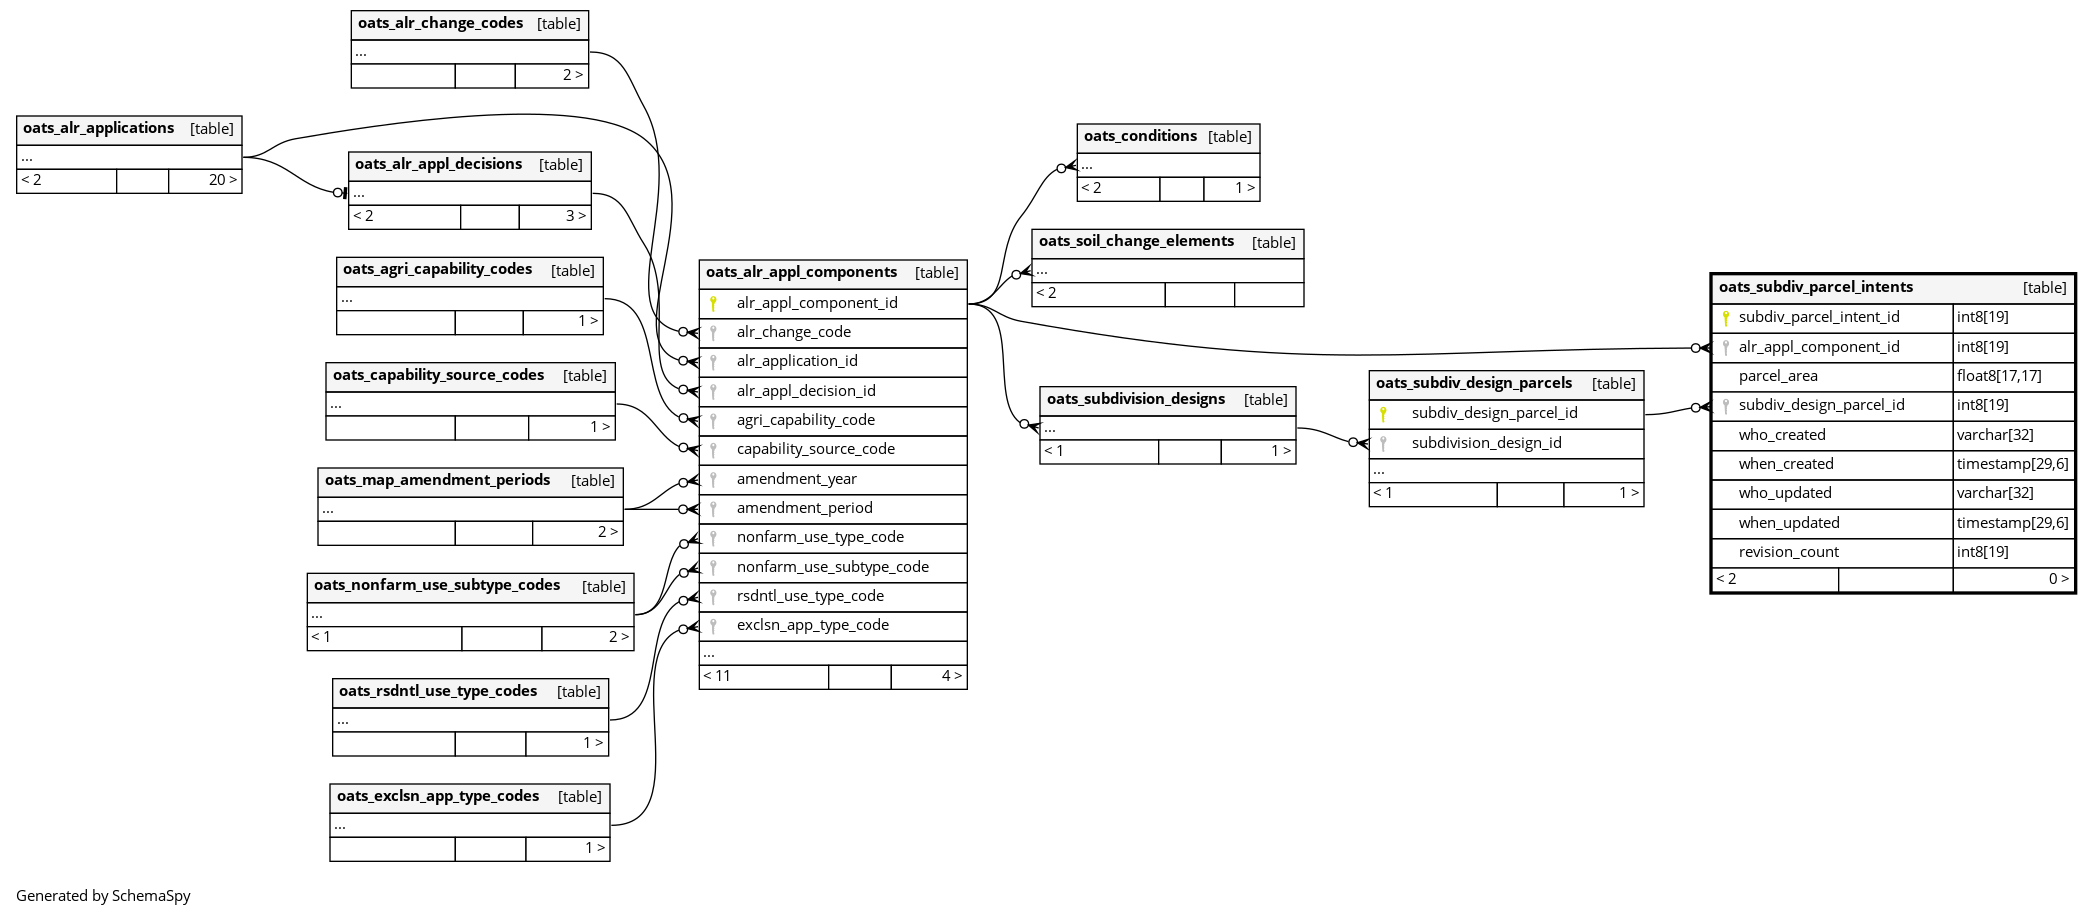 oats_alr_change_codes [table]
...
2 >
oats_alr_applications [table]
...
< 2 20 >
oats_alr_appl_decisions [table]
...
< 2 3 >
oats_agri_capability_codes [table]
...
1 >
oats_capability_source_codes [table]
...
1 >
oats_map_amendment_periods [table]
...
2 >
oats_nonfarm_use_subtype_codes [table]
...
< 1 2 >
oats_rsdntl_use_type_codes [table]
...
1 >
oats_exclsn_app_type_codes [table]
...
1 >
oats_alr_appl_components [table]
alr_appl_component_id
alr_change_code
alr_application_id
alr_appl_decision_id
agri_capability_code
capability_source_code
amendment_year
amendment_period
nonfarm_use_type_code
nonfarm_use_subtype_code
rsdntl_use_type_code
exclsn_app_type_code
...
< 11 4 >
oats_conditions [table]
...
< 2 1 >
oats_soil_change_elements [table]
...
< 2
oats_subdivision_designs [table]
...
< 1 1 >
oats_subdiv_design_parcels [table]
subdiv_design_parcel_id
subdivision_design_id
...
< 1 1 >
oats_subdiv_parcel_intents [table]
subdiv_parcel_intent_id int8[19]
alr_appl_component_id int8[19]
parcel_area float8[17,17]
subdiv_design_parcel_id int8[19]
who_created varchar[32]
when_created timestamp[29,6]
who_updated varchar[32]
when_updated timestamp[29,6]
revision_count int8[19]
< 2 0 >
Generated by SchemaSpy